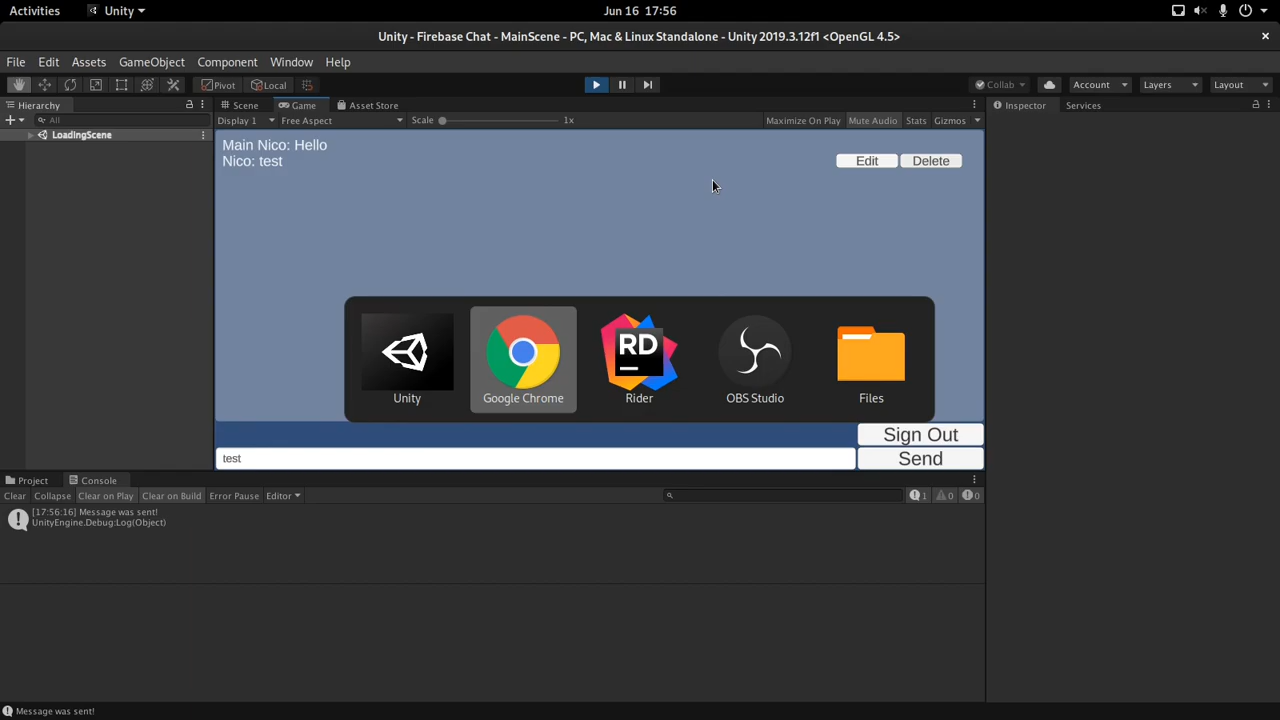 Activities
Unity
Jun 16 17:56
Unity - Firebase Chat - MainScene - PC, Mac & Linux Standalone - Unity 2019.3.12f1 <OpenGL 4.5>
File Edit Assets GameObject Component Window Help
Pivot Local
Collab Account Layers Layout
Hierarchy
Scene Game Asset Store
Inspector Services
All
Display 1 Free Aspect Scale 1x Maximize On Play Mute Audio Stats Gizmos
LoadingScene
Main Nico: Hello
Nico: test
Edit Delete
RD
Unity Google Chrome Rider OBS Studio Files
Sign Out
test
Send
Project Console
Clear Collapse Clear on Play Clear on Build Error Pause Editor
1 0 0
[17:56:16] Message was sent!
UnityEngine.Debug:Log(Object)
Message was sent!